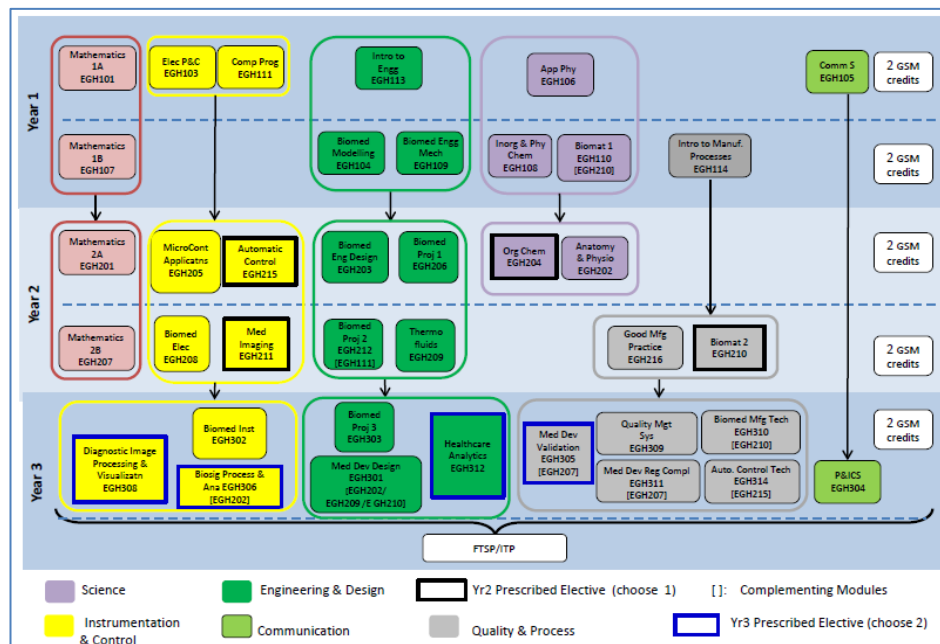 Year 1
Mathematics
1A
EGH101
Elec P&C
EGH103
Comp Prog
EGH111
Intro to
Engg
EGH113
App Phy
EGH106
Comm S
EGH105
2 GSM
credits
Mathematics
1B
EGH107
Biomed
Modelling
EGH104
Biomed Engg
Mech
EGH109
Inorg & Phy
Chem
EGH108
Biomat 1
EGH110
[EGH210]
Intro to Manuf.
Processes
EGH114
2 GSM
credits
Year 2
Mathematics
2A
EGH201
MicroCont
Applicatns
EGH205
Automatic
Control
EGH215
Biomed
Eng Design
EGH203
Biomed
Proj 1
EGH206
Org Chem
EGH204
Anatomy
& Physio
EGH202
2 GSM
credits
Mathematics
2B
EGH207
Biomed
Elec
EGH208
Med
Imaging
EGH211
Biomed
Proj 2
EGH212
[EGH111]
Thermo
fluids
EGH209
Good Mfg
Practice
EGH216
Biomat 2
EGH210
2 GSM
credits
Year 3
Diagnostic Image
Processing &
Visualizatn
EGH308
Biomed Inst
EGH302
Biosig Process &
Ana EGH306
[EGH202]
Biomed
Proj 3
EGH303
Med Dev Design
EGH301
[EGH202/
EGH209 /E GH210]
Healthcare
Analytics
EGH312
Med Dev
Validation
EGH305
[EGH207]
Quality Mgt
Sys
EGH309
Biomed Mfg Tech
EGH310
[EGH210]
Med Dev Reg Compl
EGH311
[EGH207]
Auto. Control Tech
EGH314
[EGH215]
P&ICS
EGH304
2 GSM
credits
FTSP/ITP
Science
Engineering & Design
Yr2 Prescribed Elective (choose 1)
[ ]: Complementing Modules
Instrumentation
& Control
Communication
Quality & Process
Yr3 Prescribed Elective (choose 2)